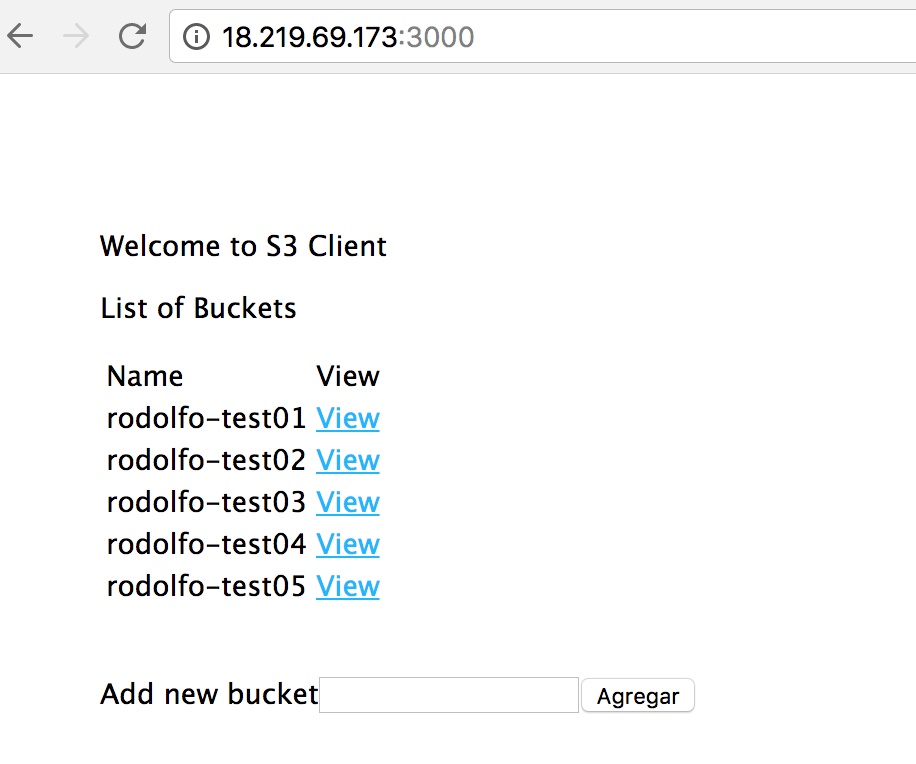 18.219.69.173:3000
Welcome to S3 Client
List of Buckets
Name View
rodolfo-test01 View
rodolfo-test02 View
rodolfo-test03 View
rodolfo-test04 View
rodolfo-test05 View
Add new bucket Agregar